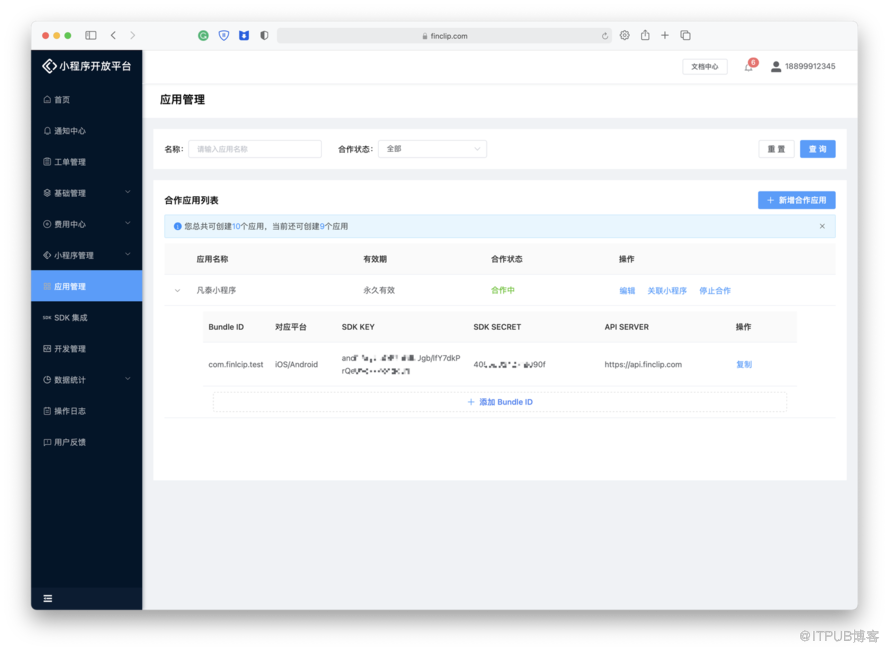 finclip.com
小程序开放平台
文档中心
6
18899912345
首页
通知中心
工单管理
基础管理
费用中心
小程序管理
应用管理
SDK 集成
开发管理
数据统计
操作日志
用户反馈
应用管理
名称: 请输入应用名称 合作状态: 全部 重 置 查 询
合作应用列表 + 新增合作应用
您总共可创建10个应用，当前还可创建9个应用
应用名称 有效期 合作状态 操作
凡泰小程序 永久有效 合作中 编辑 关联小程序 停止合作
Bundle ID 对应平台 SDK KEY SDK SECRET API SERVER 操作
com.finlcip.test iOS/Android Jgb/lfY7dkP 90f https://api.finclip.com 复制
+ 添加 Bundle ID
@ITPUB博客